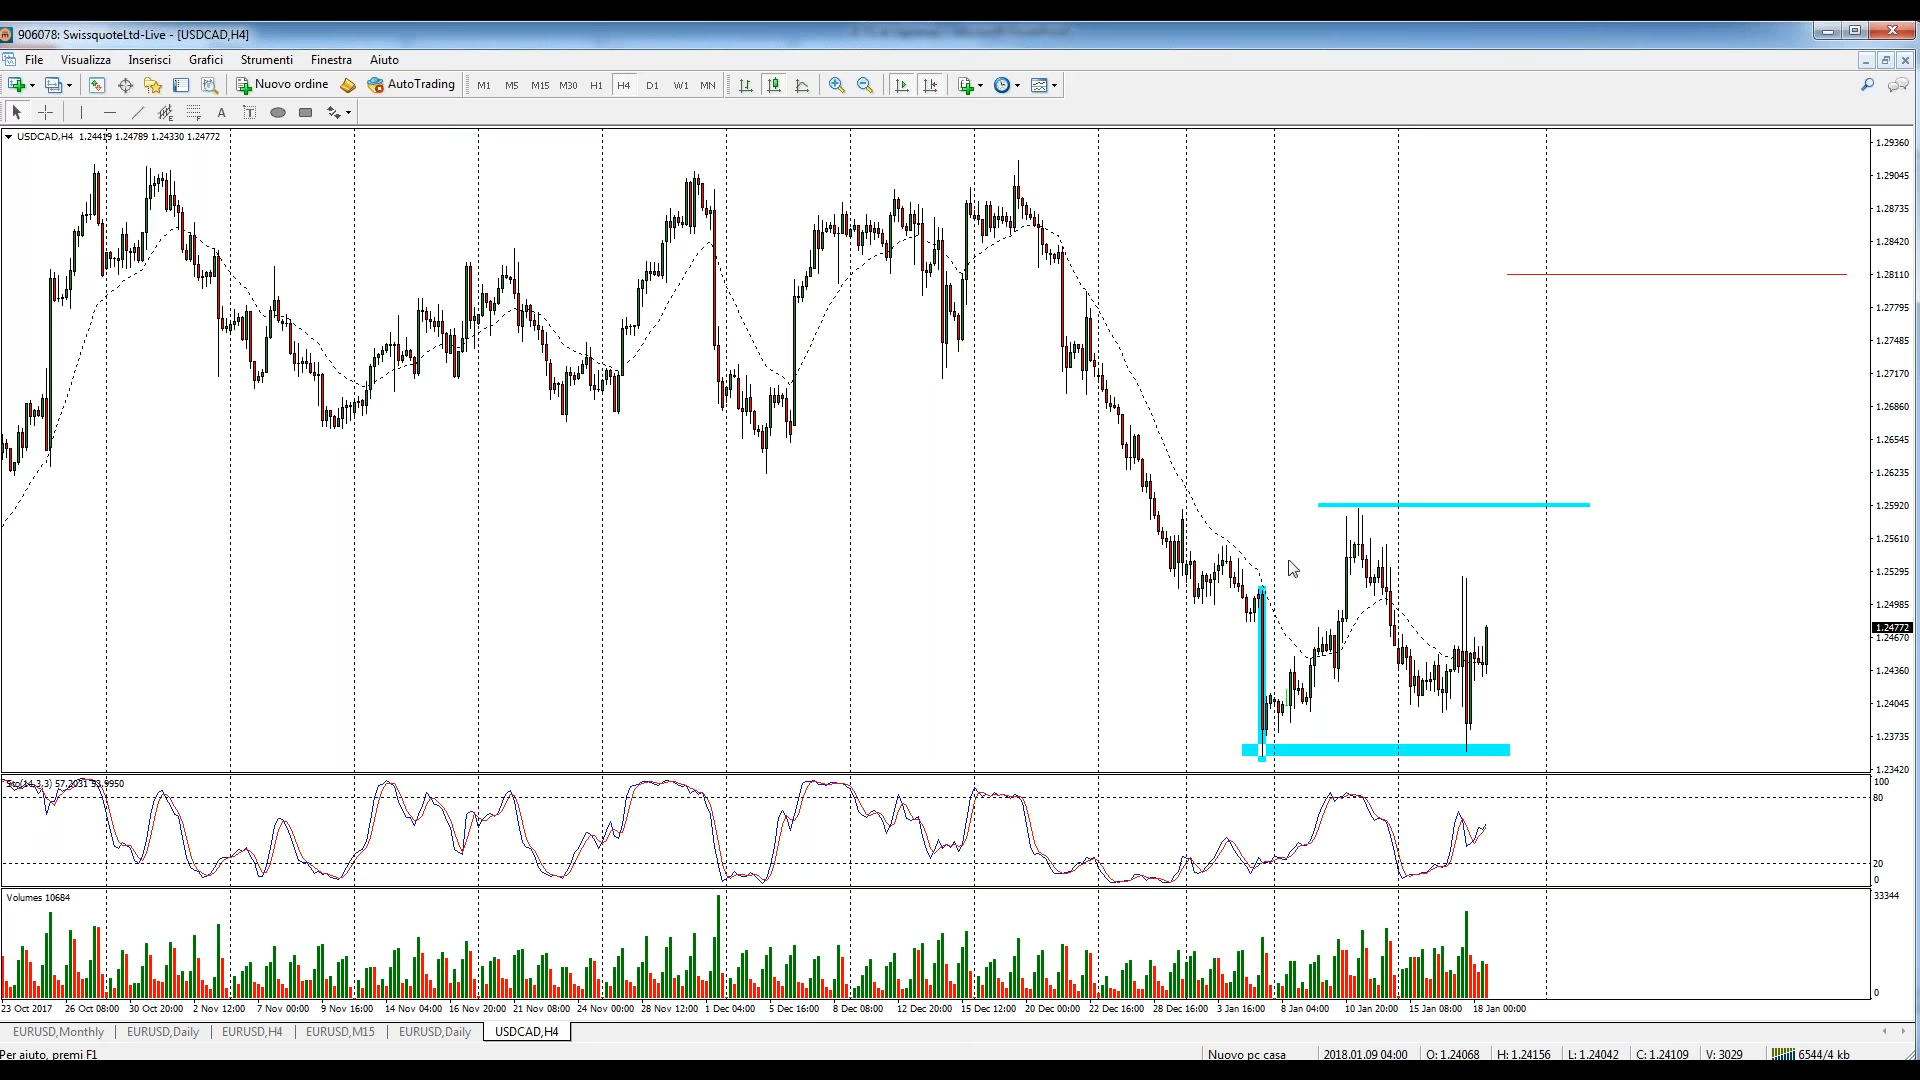 906078: SwissquoteLtd-Live - [USDCAD,H4]
File Visualizza Inserisci Grafici Strumenti Finestra Aiuto
Nuovo ordine AutoTrading M1 M5 M15 M30 H1 H4 D1 W1 MN
A T
USDCAD,H4 1.24419 1.24789 1.24330 1.24772
1.29360
1.29045
1.28735
1.28420
1.28110
1.27795
1.27485
1.27170
1.26860
1.26545
1.26235
1.25920
1.25610
1.25295
1.24985
1.24772
1.24670
1.24360
1.24045
1.23735
1.23420
Sto(14,3,3) 57.2031 53.9950
100
80
20
0
Volumes 10684
33344
0
23 Oct 2017 26 Oct 08:00 30 Oct 20:00 2 Nov 12:00 7 Nov 00:00 9 Nov 16:00 14 Nov 04:00 16 Nov 20:00 21 Nov 08:00 24 Nov 00:00 28 Nov 12:00 1 Dec 04:00 5 Dec 16:00 8 Dec 08:00 12 Dec 20:00 15 Dec 12:00 20 Dec 00:00 22 Dec 16:00 28 Dec 16:00 3 Jan 16:00 8 Jan 04:00 10 Jan 20:00 15 Jan 08:00 18 Jan 00:00
EURUSD,Monthly EURUSD,Daily EURUSD,H4 EURUSD,M15 EURUSD,Daily USDCAD,H4
Per aiuto, premi F1 Nuovo pc casa 2018.01.09 04:00 O: 1.24068 H: 1.24156 L: 1.24042 C: 1.24109 V: 3029 6544/4 kb